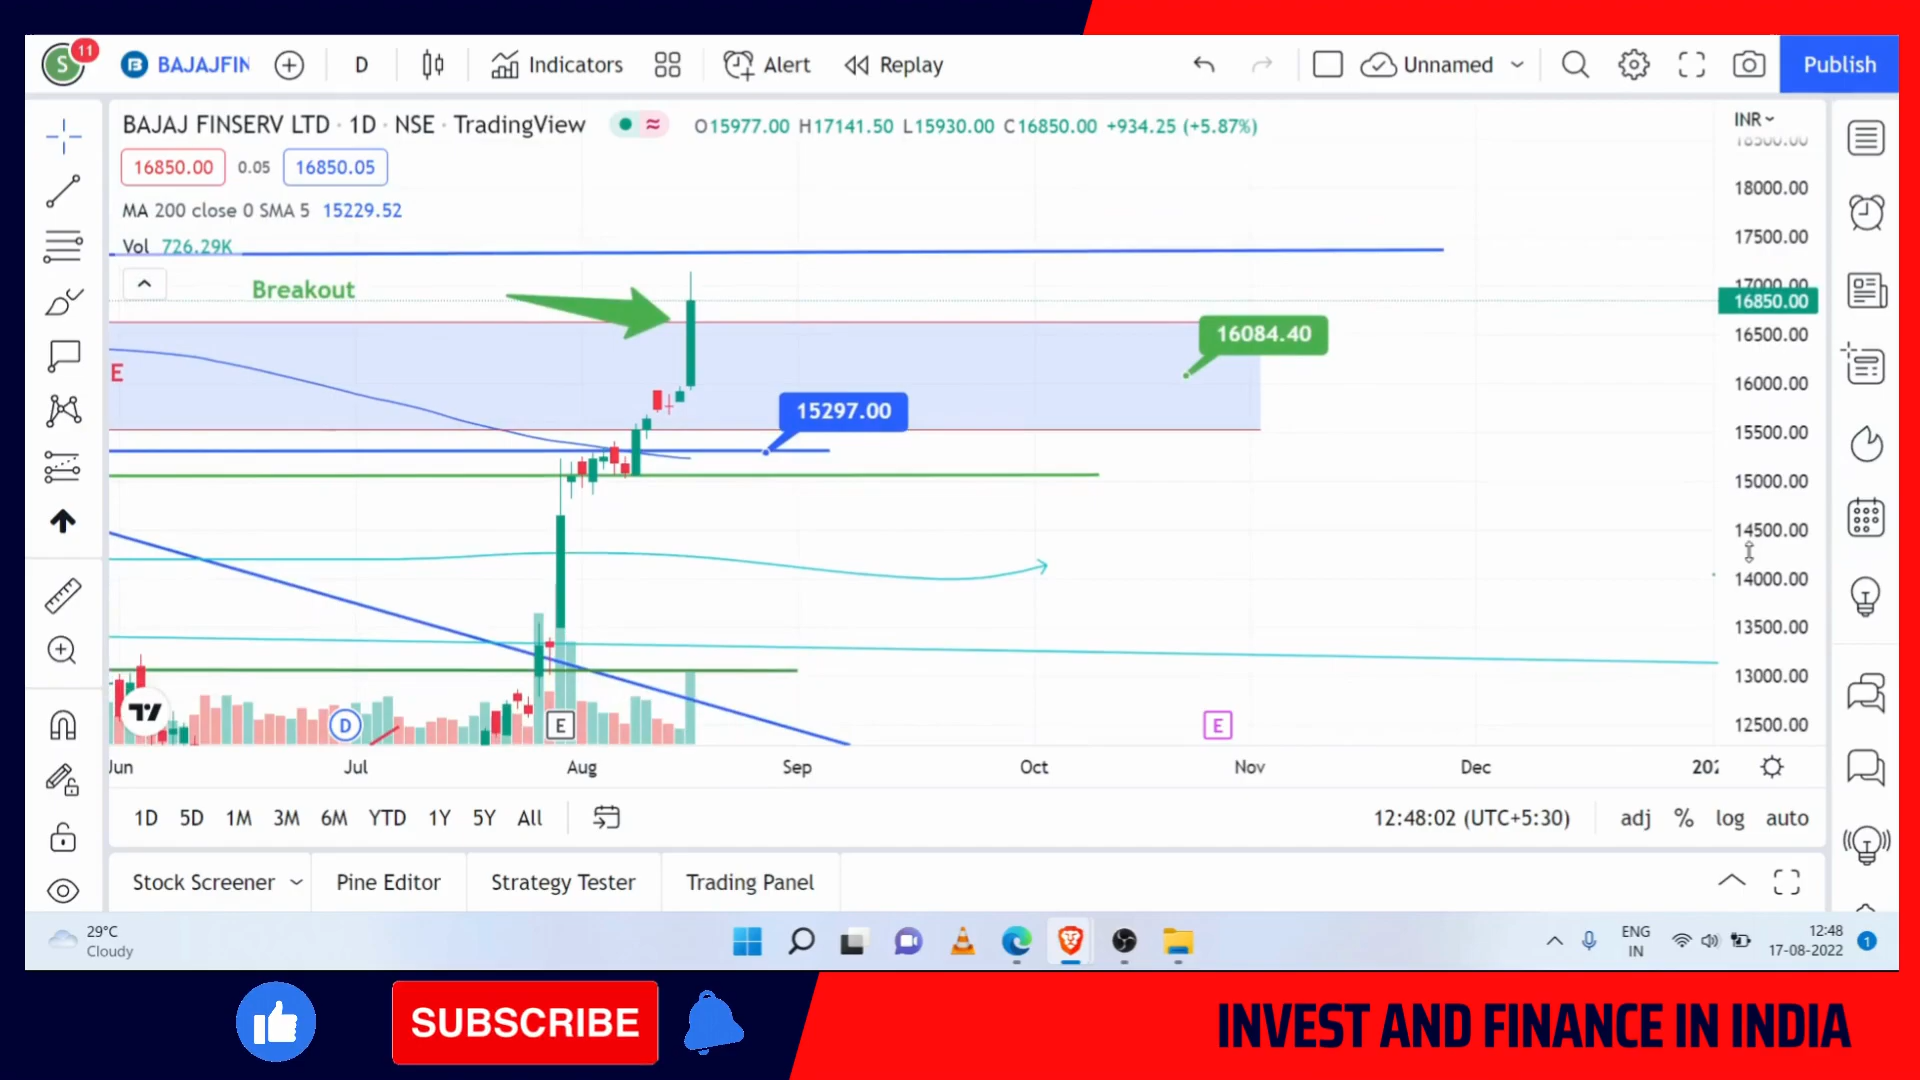 S 11 BAJAJFIN D Indicators Alert Replay Unnamed Publish
BAJAJ FINSERV LTD · 1D · NSE · TradingView O15977.00 H17141.50 L15930.00 C16850.00 +934.25 (+5.87%) INR
16850.00 0.05 16850.05
MA 200 close 0 SMA 5 15229.52
Vol 726.29K
Breakout
E
16084.40
15297.00
18500.00
18000.00
17500.00
17000.00
16850.00
16500.00
16000.00
15500.00
15000.00
14500.00
14000.00
13500.00
13000.00
12500.00
D E E
Jun Jul Aug Sep Oct Nov Dec
1D 5D 1M 3M 6M YTD 1Y 5Y All 12:48:02 (UTC+5:30) adj % log auto
Stock Screener Pine Editor Strategy Tester Trading Panel
29°C
Cloudy
ENG
IN
12:48
17-08-2022
1
SUBSCRIBE
INVEST AND FINANCE IN INDIA